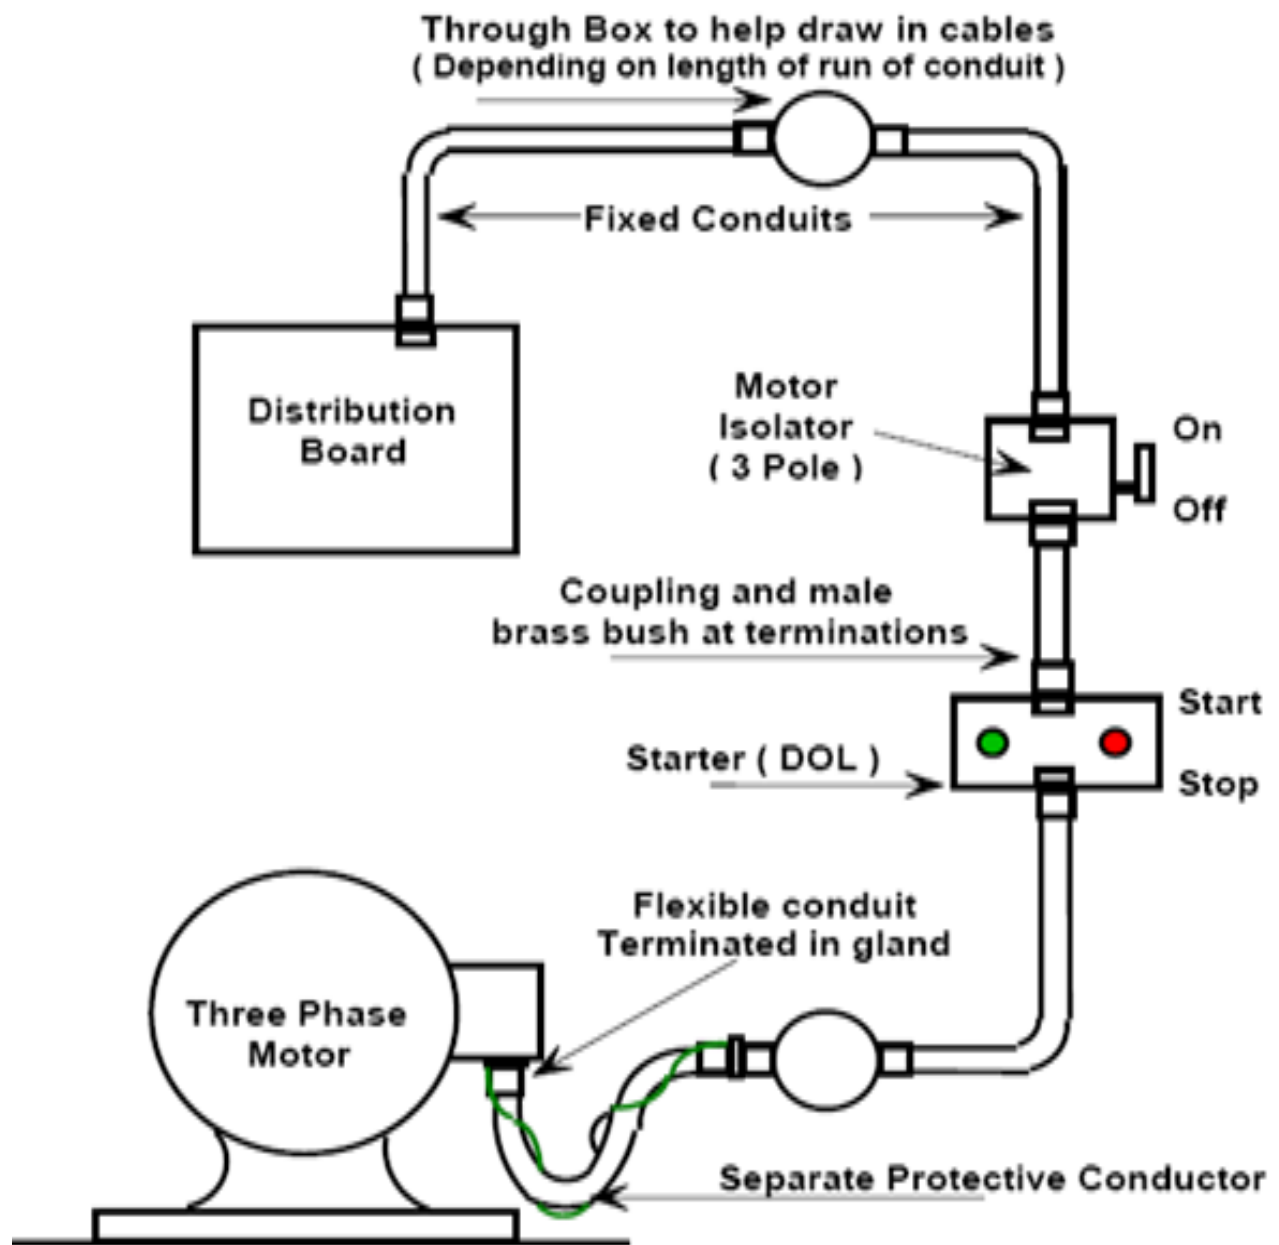 Through Box to help draw in cables
( Depending on length of run of conduit )
Fixed Conduits
Distribution
Board
Motor
Isolator
( 3 Pole )
On
Off
Coupling and male
brass bush at terminations
Start
Starter ( DOL )
Stop
Flexible conduit
Terminated in gland
Three Phase
Motor
Separate Protective Conductor